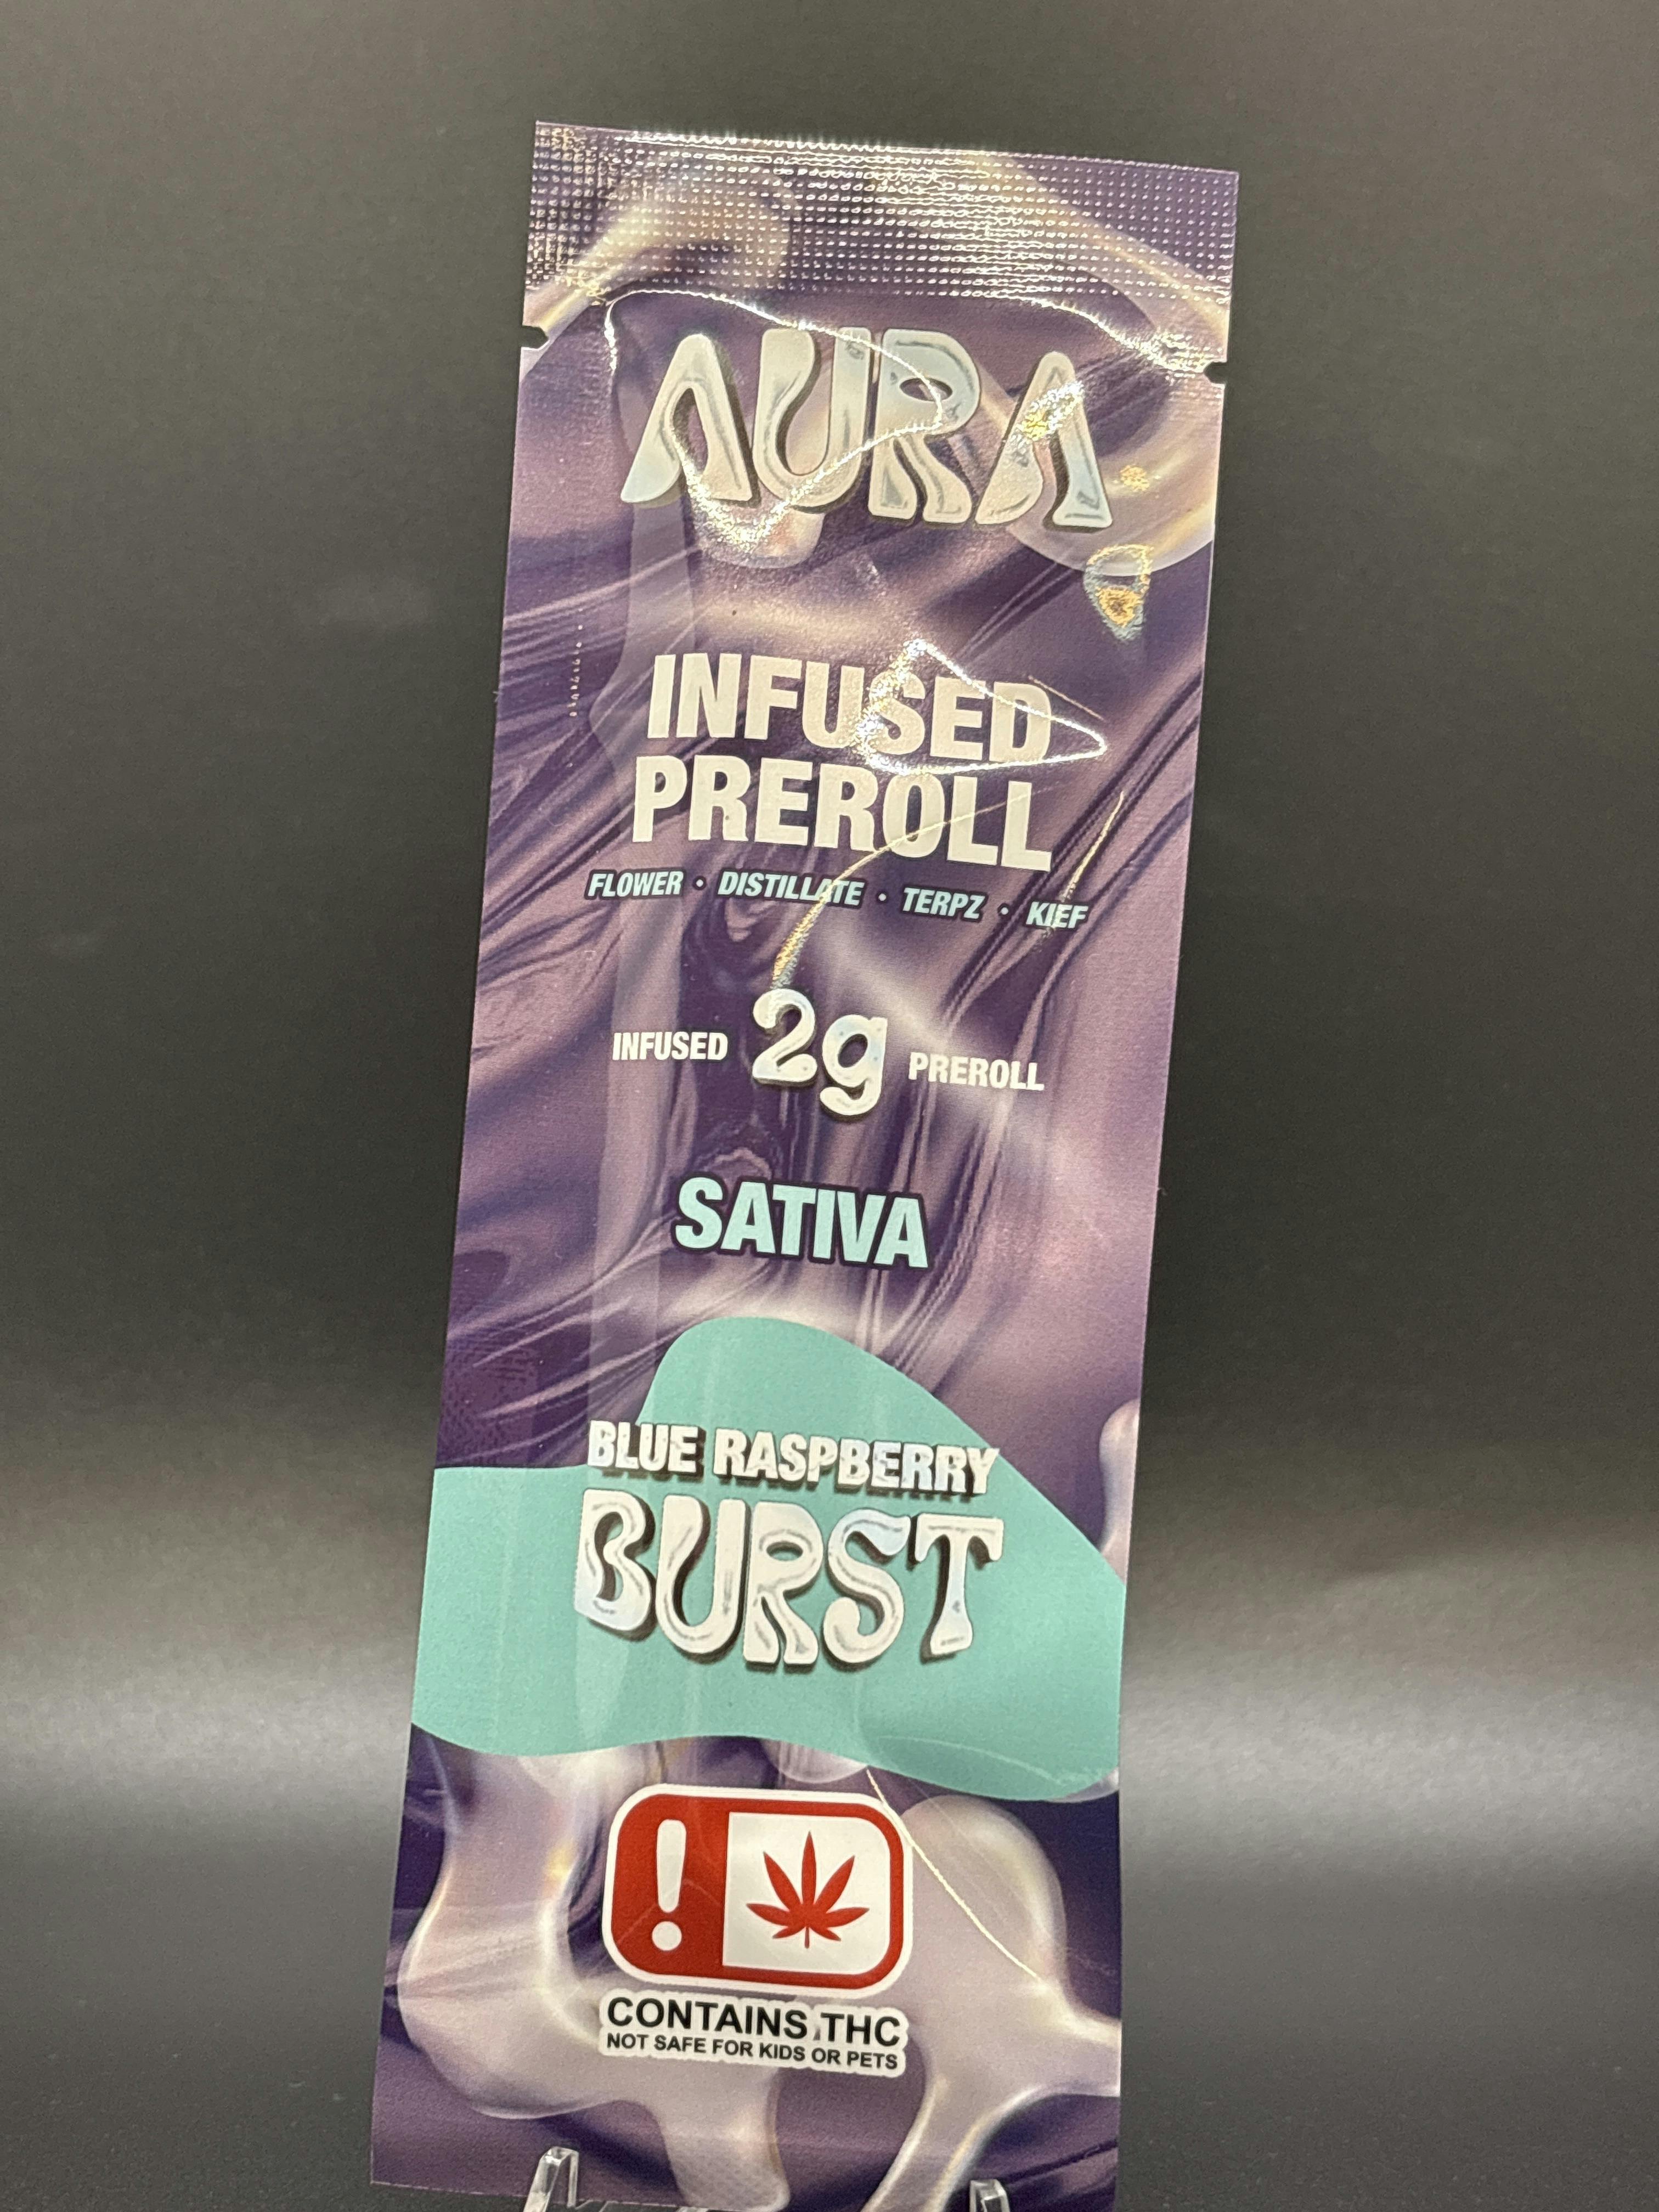 AURA
INFUSED
PREROLL
FLOWER • DISTILLATE • TERPZ • KIEF
INFUSED 2g PREROLL
SATIVA
BLUE RASPBERRY
BURST
!
CONTAINS THC
NOT SAFE FOR KIDS OR PETS